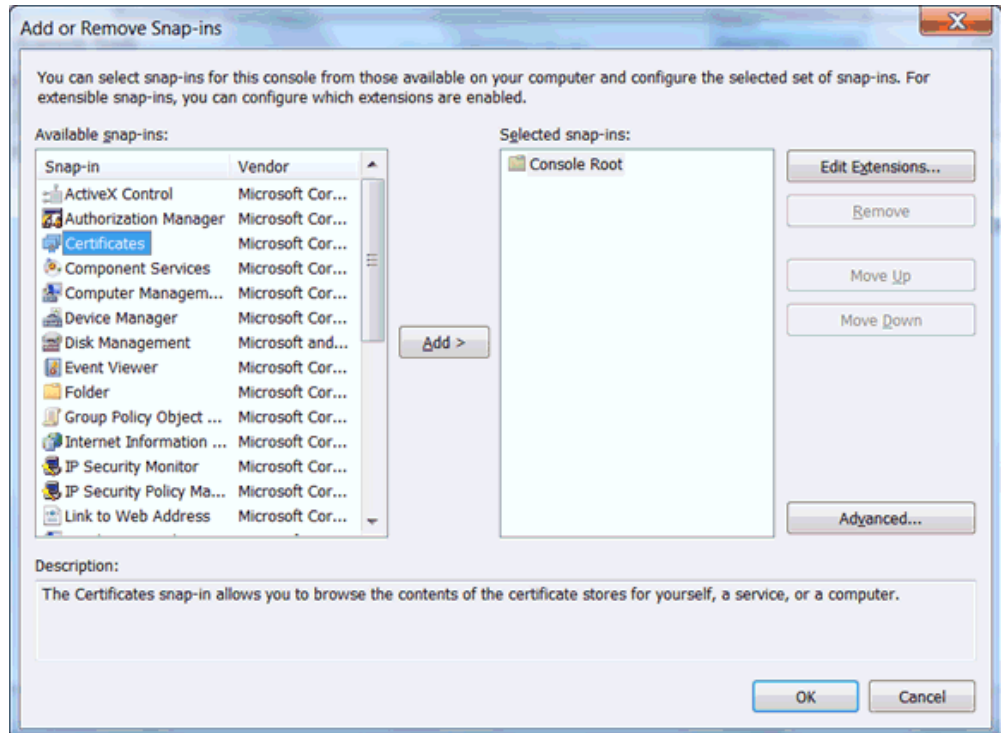 Add or Remove Snap-ins
You can select snap-ins for this console from those available on your computer and configure the selected set of snap-ins. For
extensible snap-ins, you can configure which extensions are enabled.
Available snap-ins:
Snap-in Vendor
ActiveX Control Microsoft Cor...
Authorization Manager Microsoft Cor...
Certificates Microsoft Cor...
Component Services Microsoft Cor...
Computer Managem... Microsoft Cor...
Device Manager Microsoft Cor...
Disk Management Microsoft and...
Event Viewer Microsoft Cor...
Folder Microsoft Cor...
Group Policy Object ... Microsoft Cor...
Internet Information ... Microsoft Cor...
IP Security Monitor Microsoft Cor...
IP Security Policy Ma... Microsoft Cor...
Link to Web Address Microsoft Cor...
Add >
Selected snap-ins:
Console Root
Edit Extensions...
Remove
Move Up
Move Down
Advanced...
Description:
The Certificates snap-in allows you to browse the contents of the certificate stores for yourself, a service, or a computer.
OK
Cancel